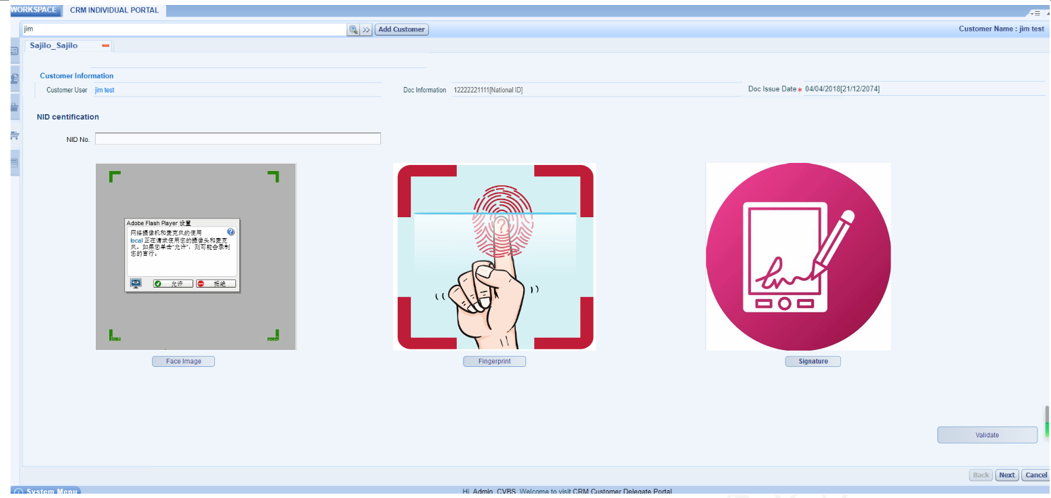 WORKSPACE CRM INDIVIDUAL PORTAL
jim >> Add Customer Customer Name : jim test
Sajilo_Sajilo
Customer Information
Customer User jim test Doc Information 12222221111[National ID] Doc Issue Date 04/04/2018[21/12/2074]
NID centification
NID No.
Adobe Flash Player 设置
网络摄像机和麦克风的使用
local 正在请求使用您的摄像头和麦克
风。如果您单击“允许”，则可能会录制
您的音行。
允许 拒绝
Face Image Fingerprint Signature
Validate
Back Next Cancel
System Menu Hi, Admin_CVBS, Welcome to visit CRM Customer Delegate Portal